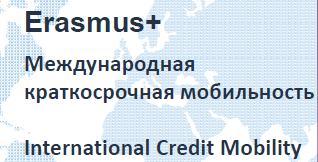 Erasmus+
Международная
краткосрочная мобильность
International Credit Mobility